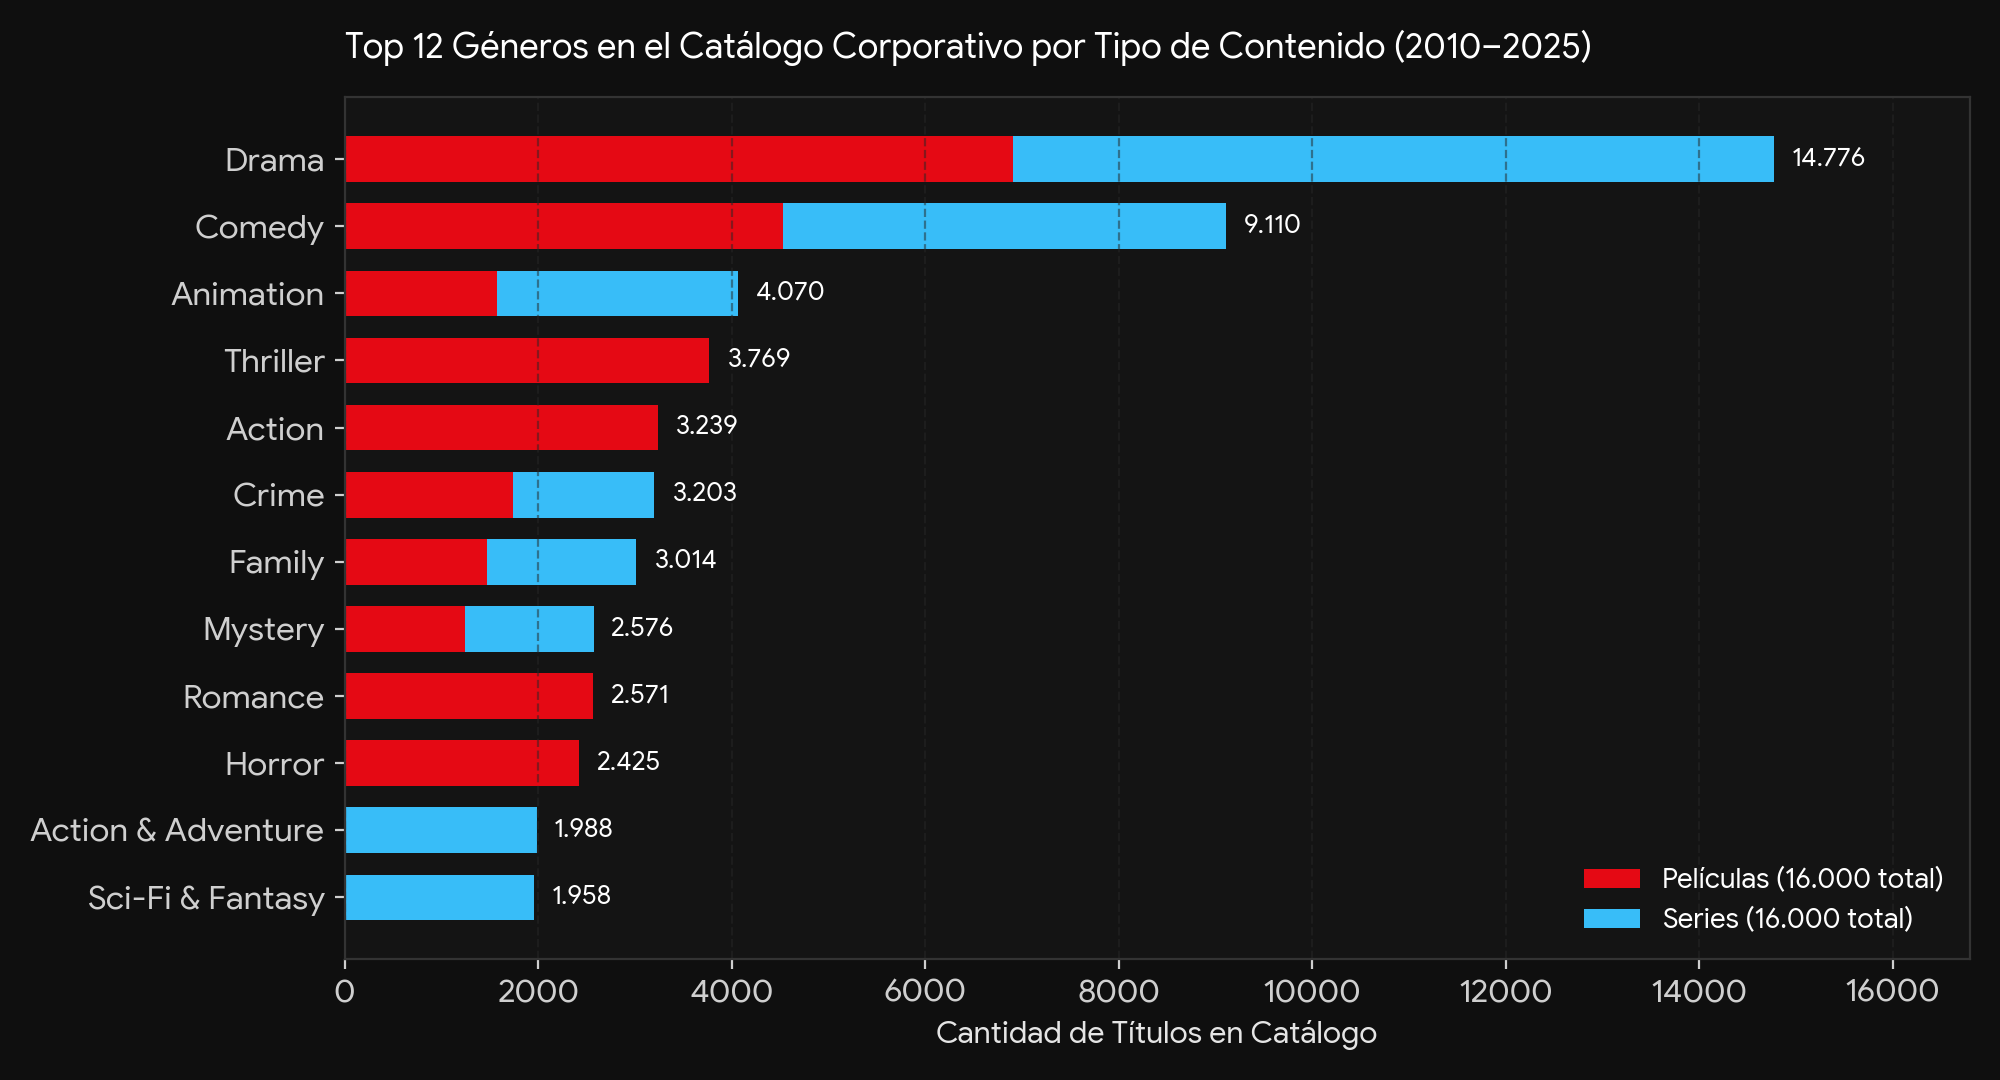 Top 12 Géneros en el Catálogo Corporativo por Tipo de Contenido (2010–2025)
Drama 14.776
Comedy 9.110
Animation 4.070
Thriller 3.769
Action 3.239
Crime 3.203
Family 3.014
Mystery 2.576
Romance 2.571
Horror 2.425
Action & Adventure 1.988
Sci-Fi & Fantasy 1.958
Películas (16.000 total)
Series (16.000 total)
0 2000 4000 6000 8000 10000 12000 14000 16000
Cantidad de Títulos en Catálogo